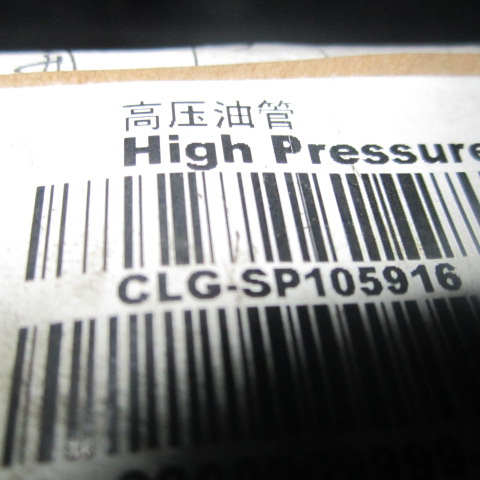 高压油管
High Pressure
CLG-SP105916